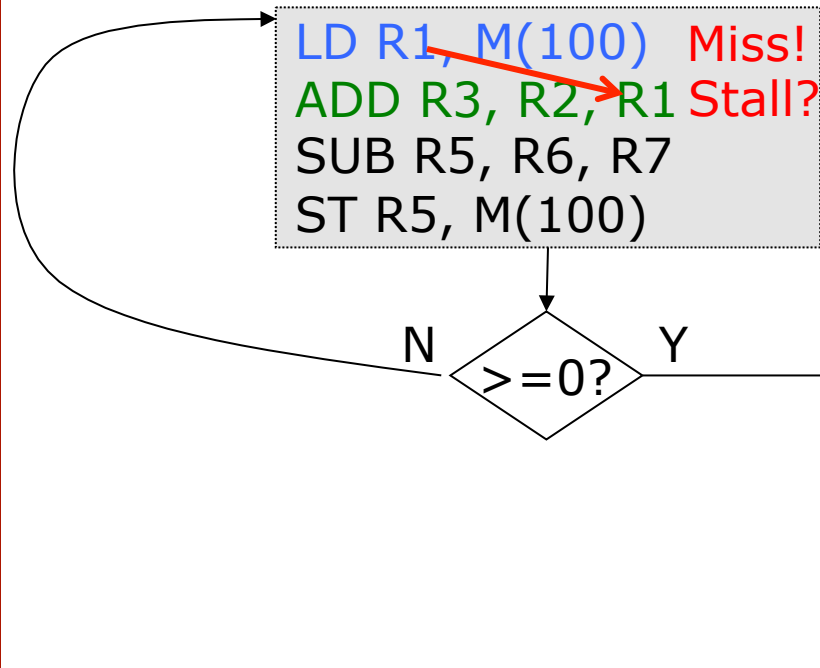 LD R1, M(100) Miss!
ADD R3, R2, R1 Stall?
SUB R5, R6, R7
ST R5, M(100)
N Y
>=0?